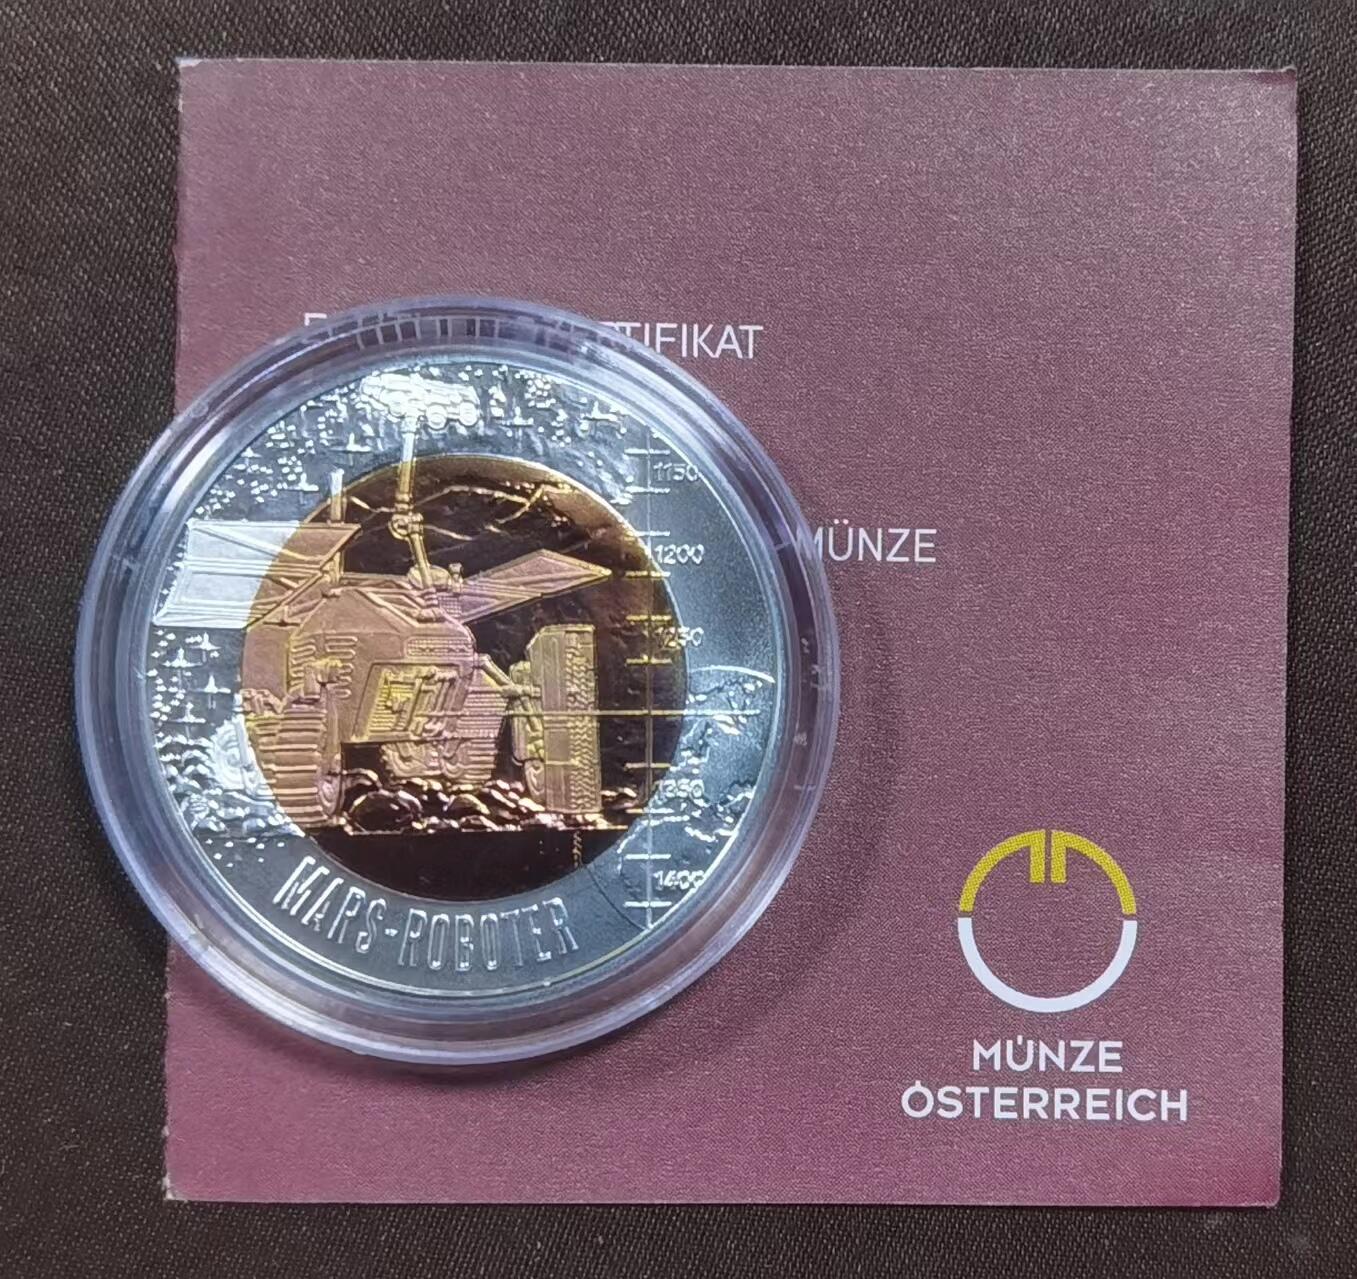 TIFIKAT
MÜNZE
1150
1200
1250
1350
1400
MARS-ROBOTER
MÜNZE
ÖSTERREICH